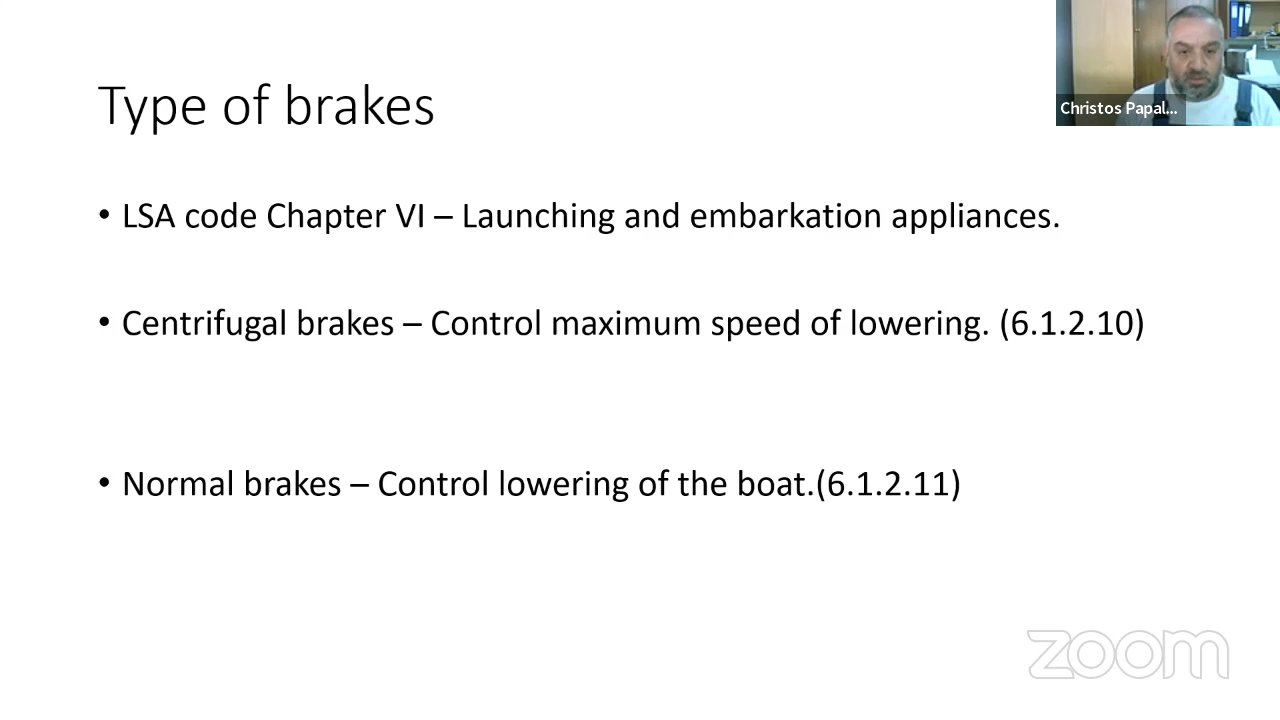 Christos Papal...
Type of brakes
• LSA code Chapter VI – Launching and embarkation appliances.
• Centrifugal brakes – Control maximum speed of lowering. (6.1.2.10)
• Normal brakes – Control lowering of the boat.(6.1.2.11)
zoom